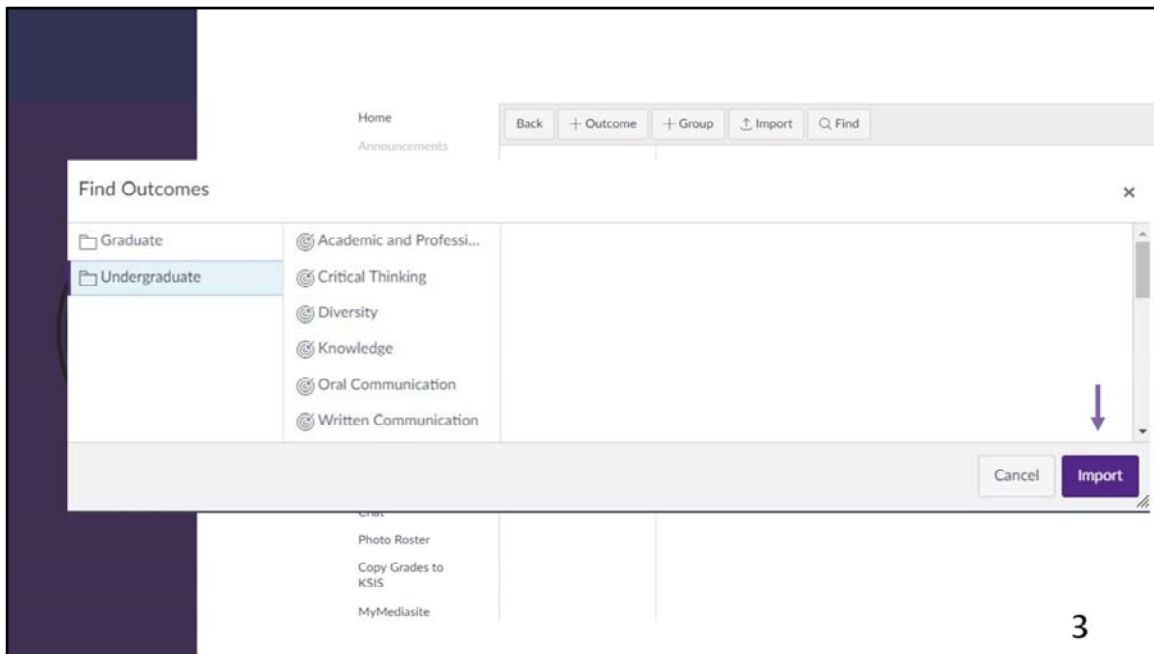 Home
Announcements
Back + Outcome + Group Import Find
Find Outcomes ×
Graduate
Undergraduate
Academic and Professi...
Critical Thinking
Diversity
Knowledge
Oral Communication
Written Communication
Cancel Import
Chat
Photo Roster
Copy Grades to
KSIS
MyMediasite
3